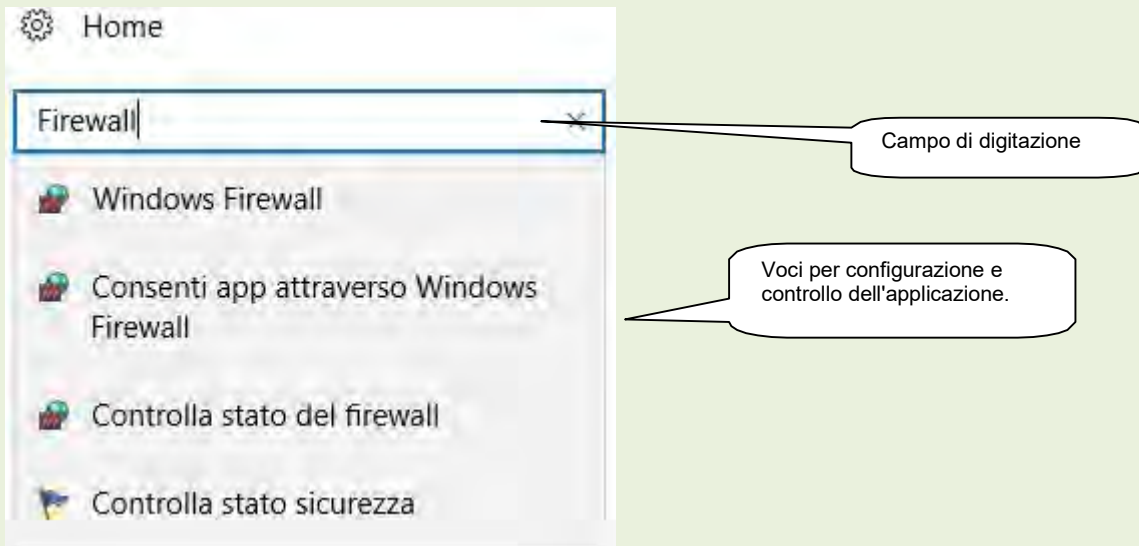 Home
Firewall
Campo di digitazione
Windows Firewall
Consenti app attraverso Windows
Firewall
Voci per configurazione e
controllo dell'applicazione.
Controlla stato del firewall
Controlla stato sicurezza